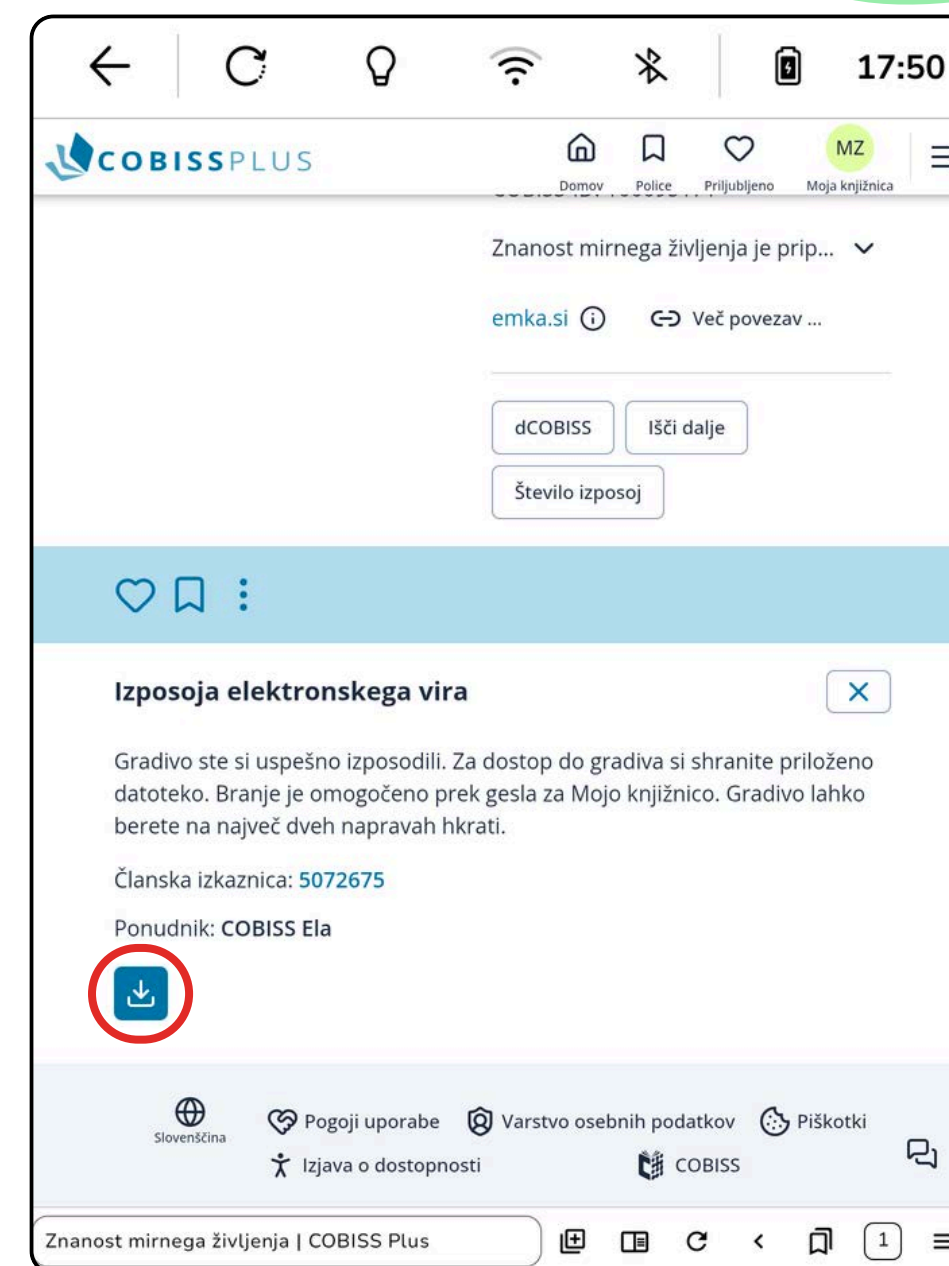 17:50
COBISSPLUS
Domov
Police
Priljubljeno
MZ
Moja knjižnica
Znanost mirnega življenja je prip...
emka.si
Več povezav ...
dCOBISS
Išči dalje
Število izposoj
Izposoja elektronskega vira
Gradivo ste si uspešno izposodili. Za dostop do gradiva si shranite priloženo
datoteko. Branje je omogočeno prek gesla za Mojo knjižnico. Gradivo lahko
berete na največ dveh napravah hkrati.
Članska izkaznica: 5072675
Ponudnik: COBISS Ela
Slovenščina
Pogoji uporabe
Varstvo osebnih podatkov
Piškotki
Izjava o dostopnosti
COBISS
Znanost mirnega življenja | COBISS Plus
1